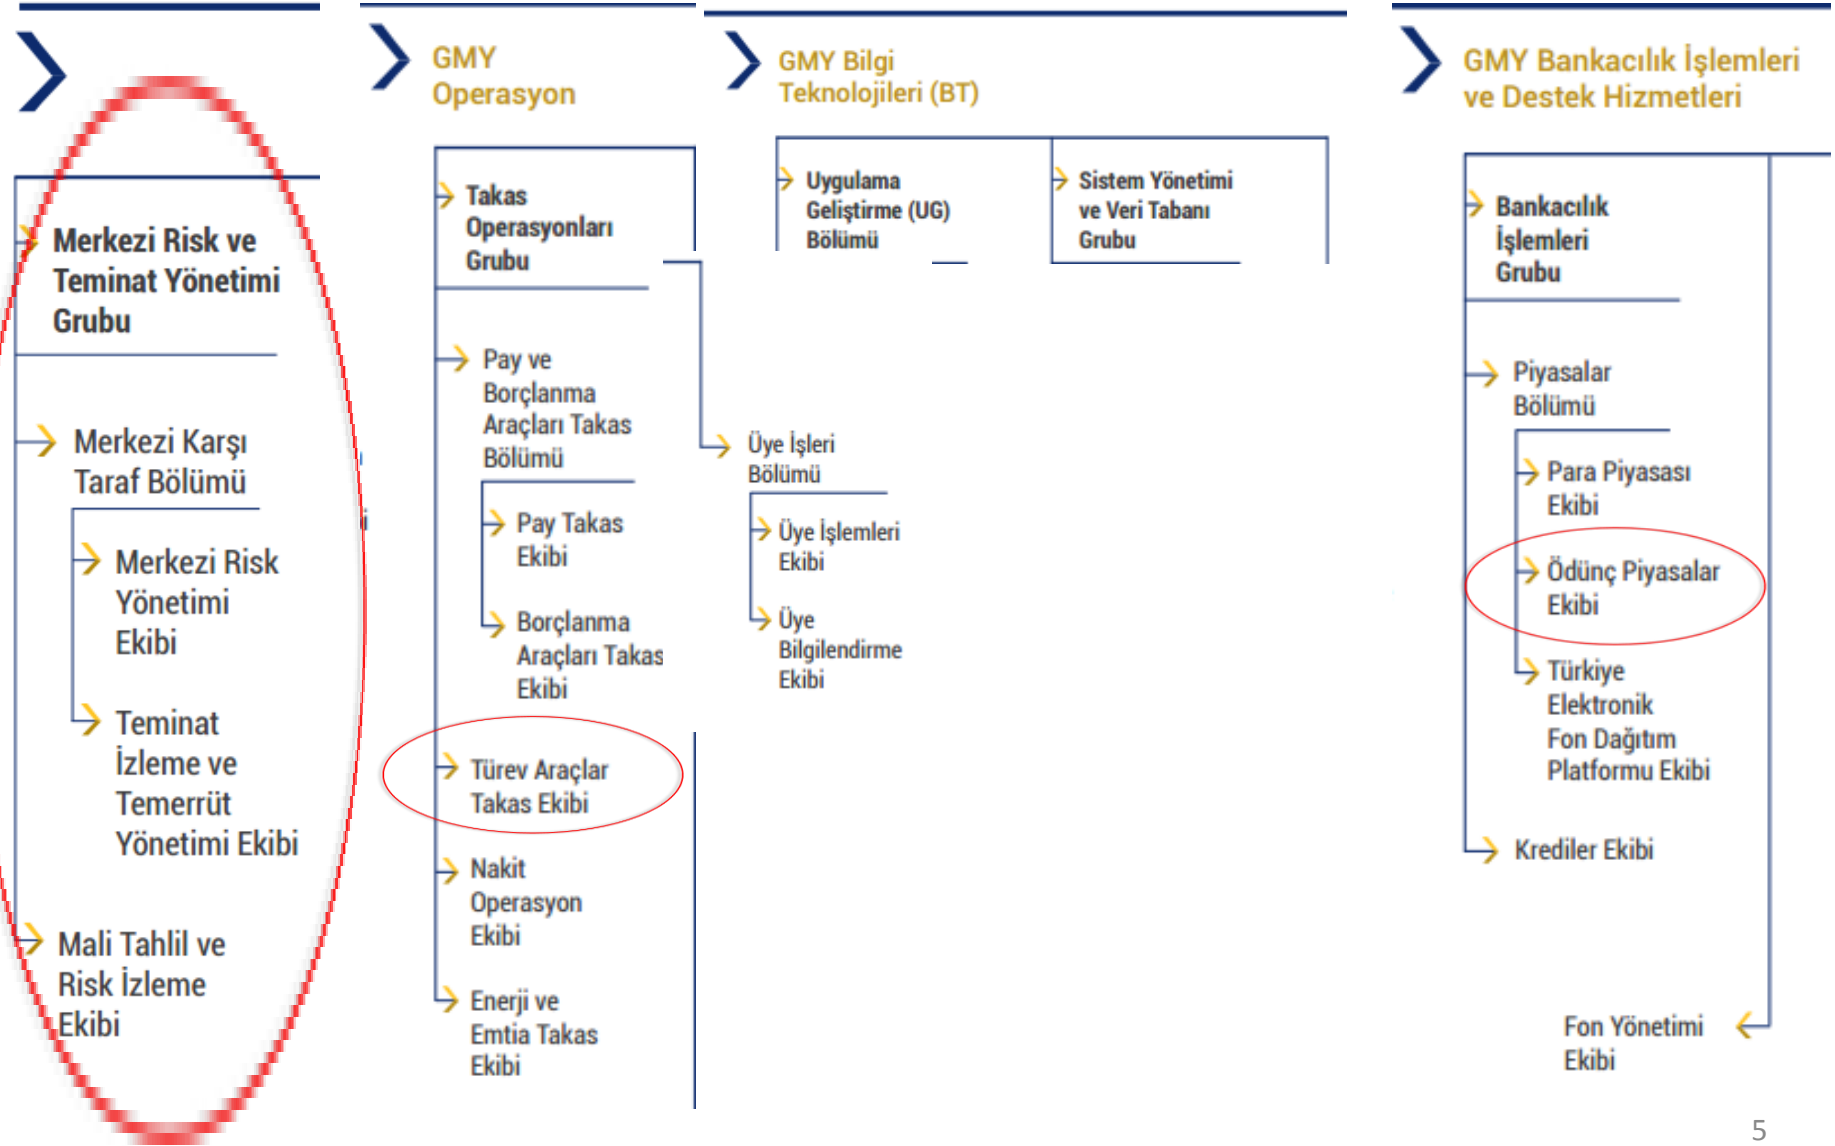 Merkezi Risk ve
Teminat Yönetimi
Grubu
Merkezi Karşı
Taraf Bölümü
Merkezi Risk
Yönetimi
Ekibi
Teminat
İzleme ve
Temerrüt
Yönetimi Ekibi
Mali Tahlil ve
Risk İzleme
Ekibi
GMY
Operasyon
Takas
Operasyonları
Grubu
Pay ve
Borçlanma
Araçları Takas
Bölümü
Pay Takas
Ekibi
Borçlanma
Araçları Takas
Ekibi
Türev Araçlar
Takas Ekibi
Nakit
Operasyon
Ekibi
Enerji ve
Emtia Takas
Ekibi
Üye İşleri
Bölümü
Üye İşlemleri
Ekibi
Üye
Bilgilendirme
Ekibi
GMY Bilgi
Teknolojileri (BT)
Uygulama
Geliştirme (UG)
Bölümü
Sistem Yönetimi
ve Veri Tabanı
Grubu
GMY Bankacılık İşlemleri
ve Destek Hizmetleri
Bankacılık
İşlemleri
Grubu
Piyasalar
Bölümü
Para Piyasası
Ekibi
Ödünç Piyasalar
Ekibi
Türkiye
Elektronik
Fon Dağıtım
Platformu Ekibi
Krediler Ekibi
Fon Yönetimi
Ekibi
5